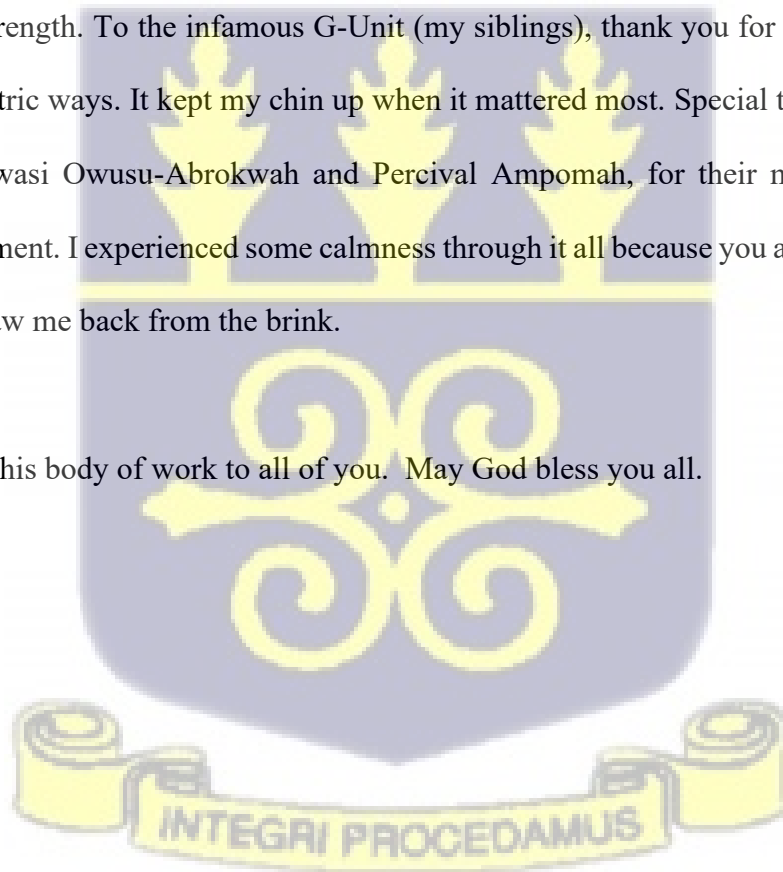 rength. To the infamous G-Unit (my siblings), thank you for
tric ways. It kept my chin up when it mattered most. Special t
wasi Owusu-Abrokwah and Percival Ampomah, for their m
ment. I experienced some calmness through it all because you a
aw me back from the brink.
his body of work to all of you. May God bless you all.
INTEGRI PROCEDAMUS